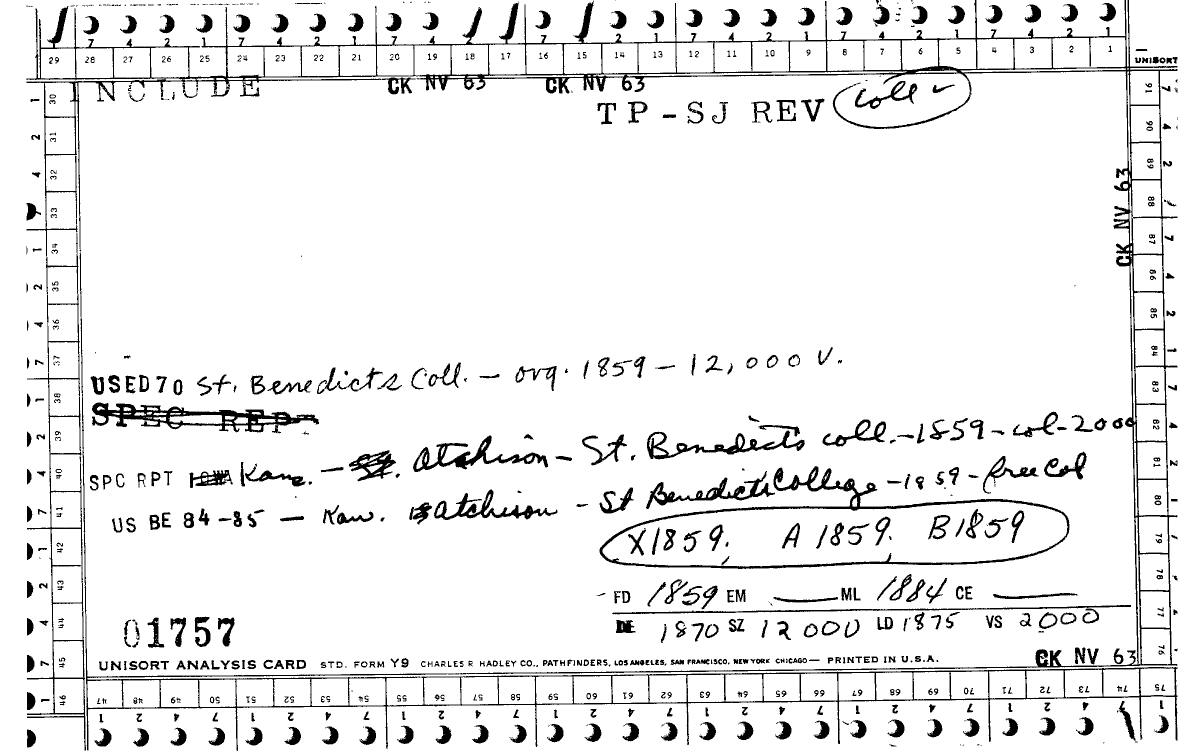 7 4 2 1 7 4 2 1 7 4 2 1 7 4 2 1 7 4 2 1 7 4 2 1
29 28 27 26 25 24 23 22 21 20 19 18 17 16 15 14 13 12 11 10 9 8 7 6 5 4 3 2 1
UNISORT
INCLUDE CK NV 63 CK NV 63
TP-SJ REV Coll ✓
CK NV 63
USED 70 St. Benedicts Coll. — org. 1859 — 12,000 V.
SPEC REPT
SPC RPT Kans. — Atchison — St. Benedict's coll. — 1859 — col — 2000
US BE 84-85 — Kan. Atchison — St Benedict's College — 1859 — free Col
X1859, A 1859, B1859
FD 1859 EM — ML 1884 CE —
DE 1870 SZ 12000 LD 1875 VS 2000
01757
UNISORT ANALYSIS CARD STD. FORM Y9 CHARLES R HADLEY CO., PATHFINDERS, LOS ANGELES, SAN FRANCISCO, NEW YORK CHICAGO — PRINTED IN U.S.A.
CK NV 63
30 31 32 33 34 35 36 37 38 39 40 41 42 43 44 45 46
91 90 89 88 87 86 85 84 83 82 81 80 79 78 77 76
47 48 49 50 51 52 53 54 55 56 57 58 59 60 61 62 63 64 65 66 67 68 69 70 71 72 73 74 75